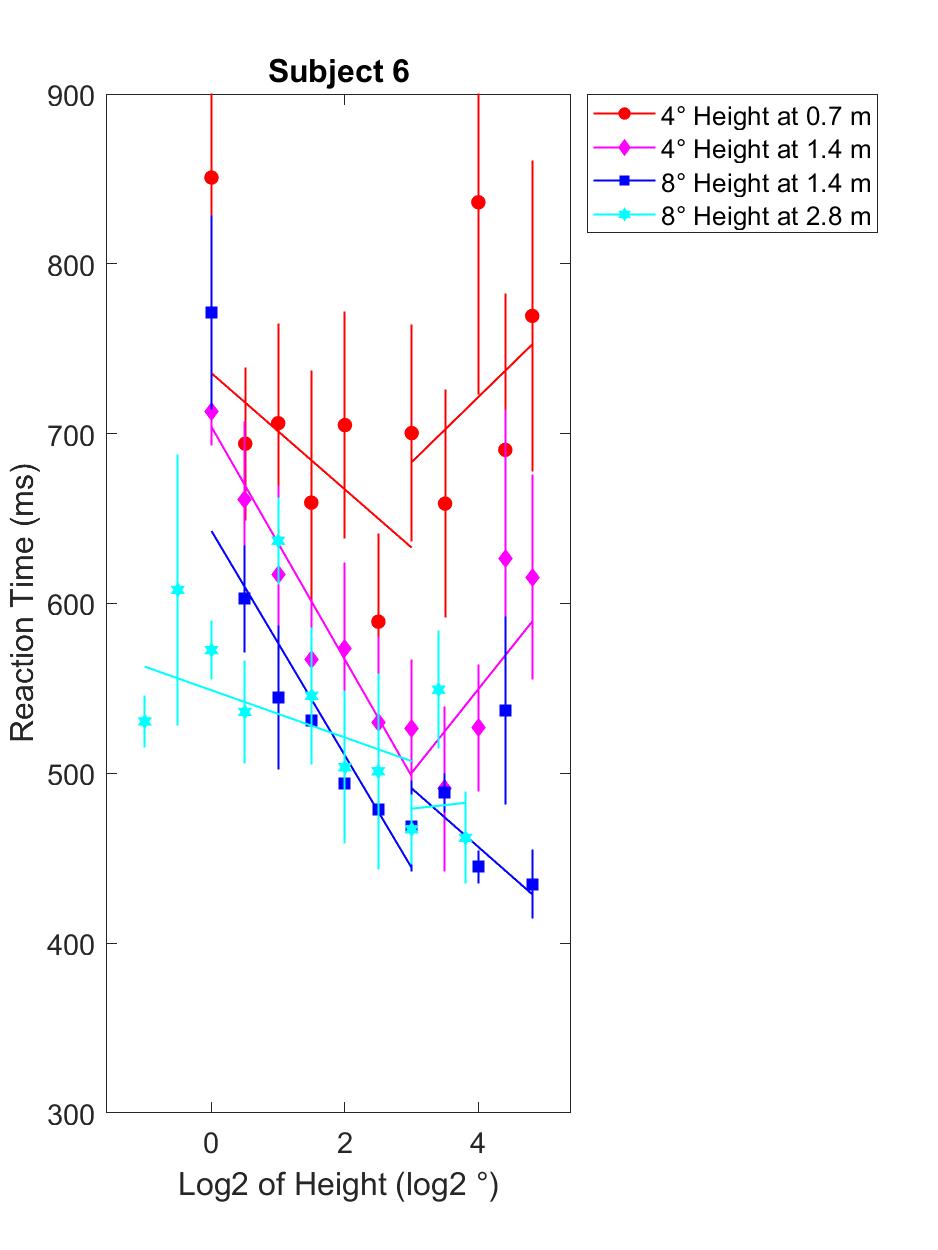 Subject 6
900
800
700
600
500
400
300
0
2
4
Reaction Time (ms)
Log2 of Height (log2 °)
4° Height at 0.7 m
4° Height at 1.4 m
8° Height at 1.4 m
8° Height at 2.8 m